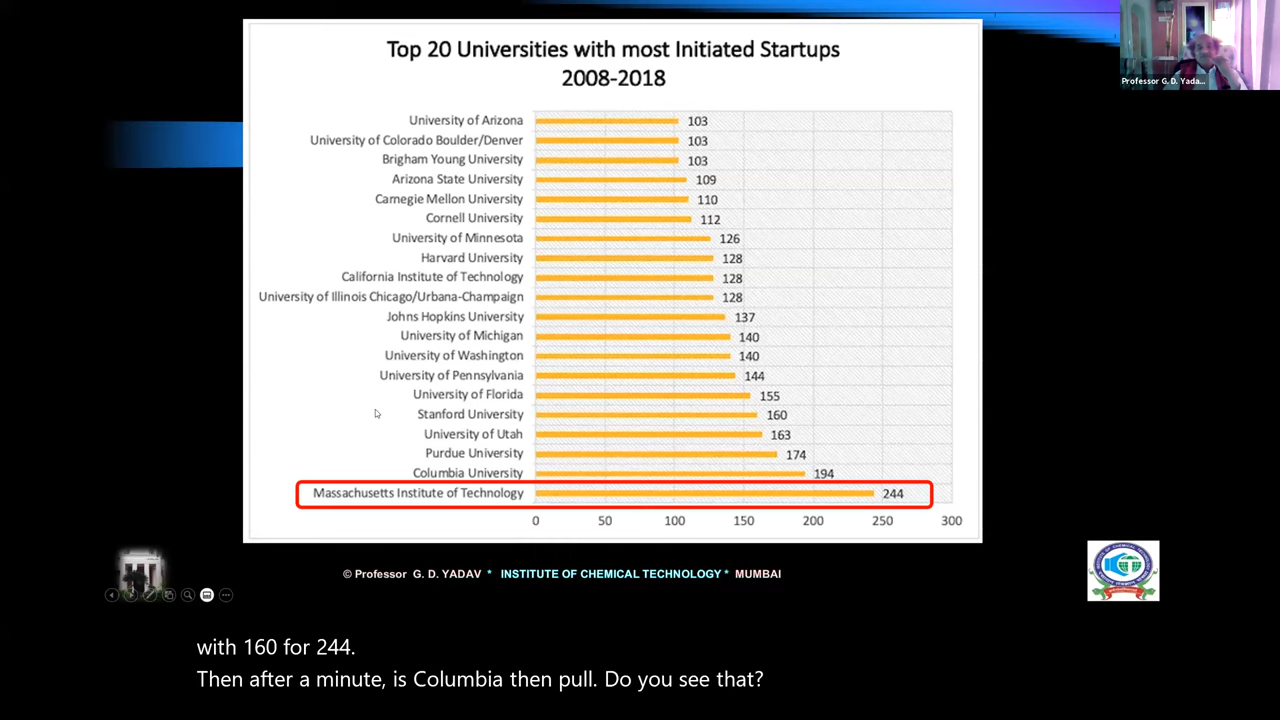 Top 20 Universities with most Initiated Startups
2008-2018
Professor G. D. Yada...
University of Arizona 103
University of Colorado Boulder/Denver 103
Brigham Young University 103
Arizona State University 109
Carnegie Mellon University 110
Cornell University 112
University of Minnesota 126
Harvard University 128
California Institute of Technology 128
University of Illinois Chicago/Urbana-Champaign 128
Johns Hopkins University 137
University of Michigan 140
University of Washington 140
University of Pennsylvania 144
University of Florida 155
Stanford University 160
University of Utah 163
Purdue University 174
Columbia University 194
Massachusetts Institute of Technology 244
0 50 100 150 200 250 300
© Professor G. D. YADAV * INSTITUTE OF CHEMICAL TECHNOLOGY * MUMBAI
with 160 for 244.
Then after a minute, is Columbia then pull. Do you see that?